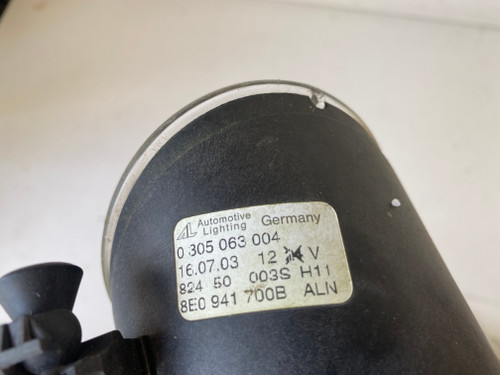 AL Automotive Lighting Germany
0 305 063 004
16.07.03 12 V
824 50 003S H11
8E0 941 700B ALN